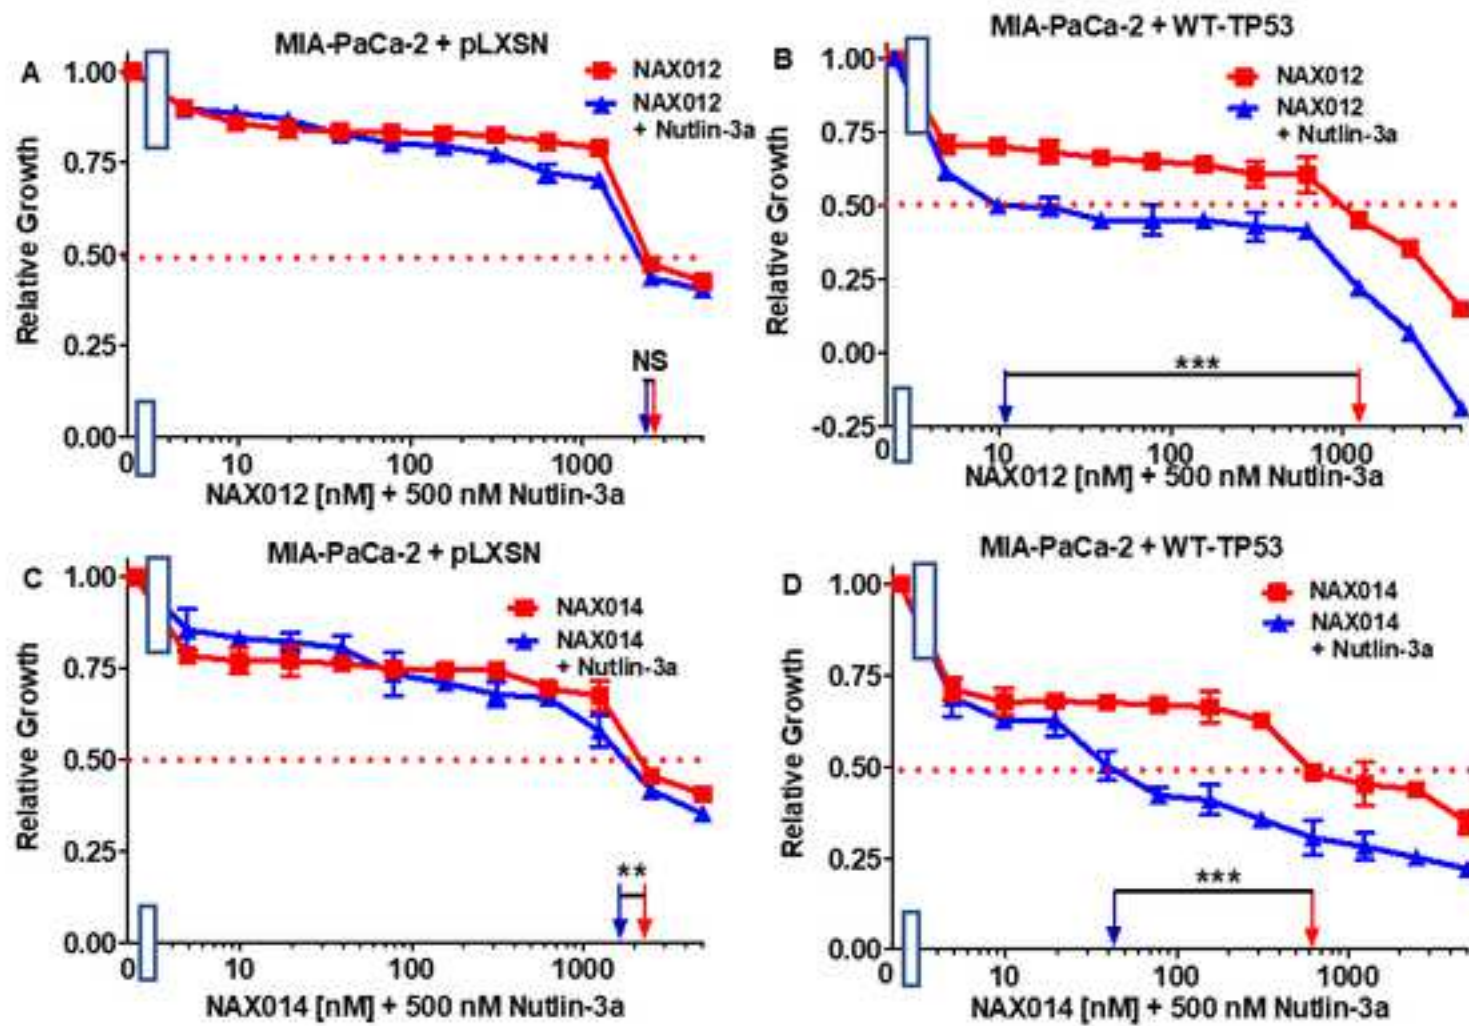 A
MIA-PaCa-2 + pLXSN
NAX012
NAX012
+ Nutlin-3a
Relative Growth
1.00
0.75
0.50
0.25
0.00
NS
0
10
100
1000
NAX012 [nM] + 500 nM Nutlin-3a
B
MIA-PaCa-2 + WT-TP53
NAX012
NAX012
+ Nutlin-3a
Relative Growth
1.00
0.75
0.50
0.25
0.00
-0.25
***
0
10
100
1000
NAX012 [nM] + 500 nM Nutlin-3a
C
MIA-PaCa-2 + pLXSN
NAX014
NAX014
+ Nutlin-3a
Relative Growth
1.00
0.75
0.50
0.25
0.00
**
0
10
100
1000
NAX014 [nM] + 500 nM Nutlin-3a
D
MIA-PaCa-2 + WT-TP53
NAX014
NAX014
+ Nutlin-3a
Relative Growth
1.00
0.75
0.50
0.25
0.00
***
0
10
100
1000
NAX014 [nM] + 500 nM Nutlin-3a